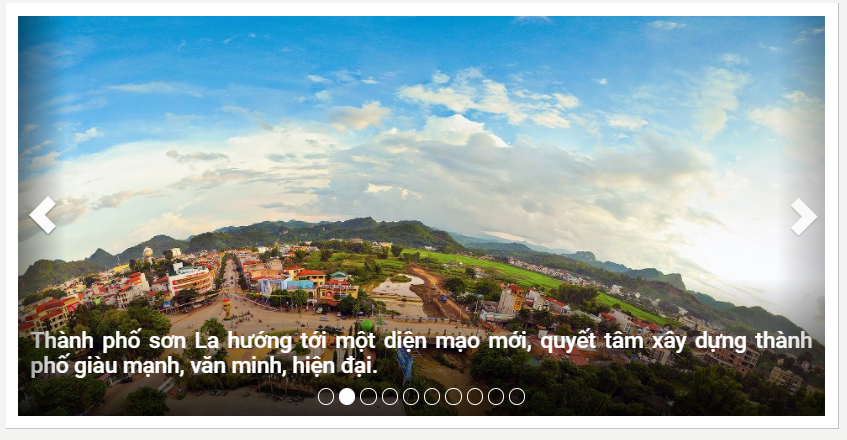 Thành phố sơn La hướng tới một diện mạo mới, quyết tâm xây dựng thành
phố giàu mạnh, văn minh, hiện đại.